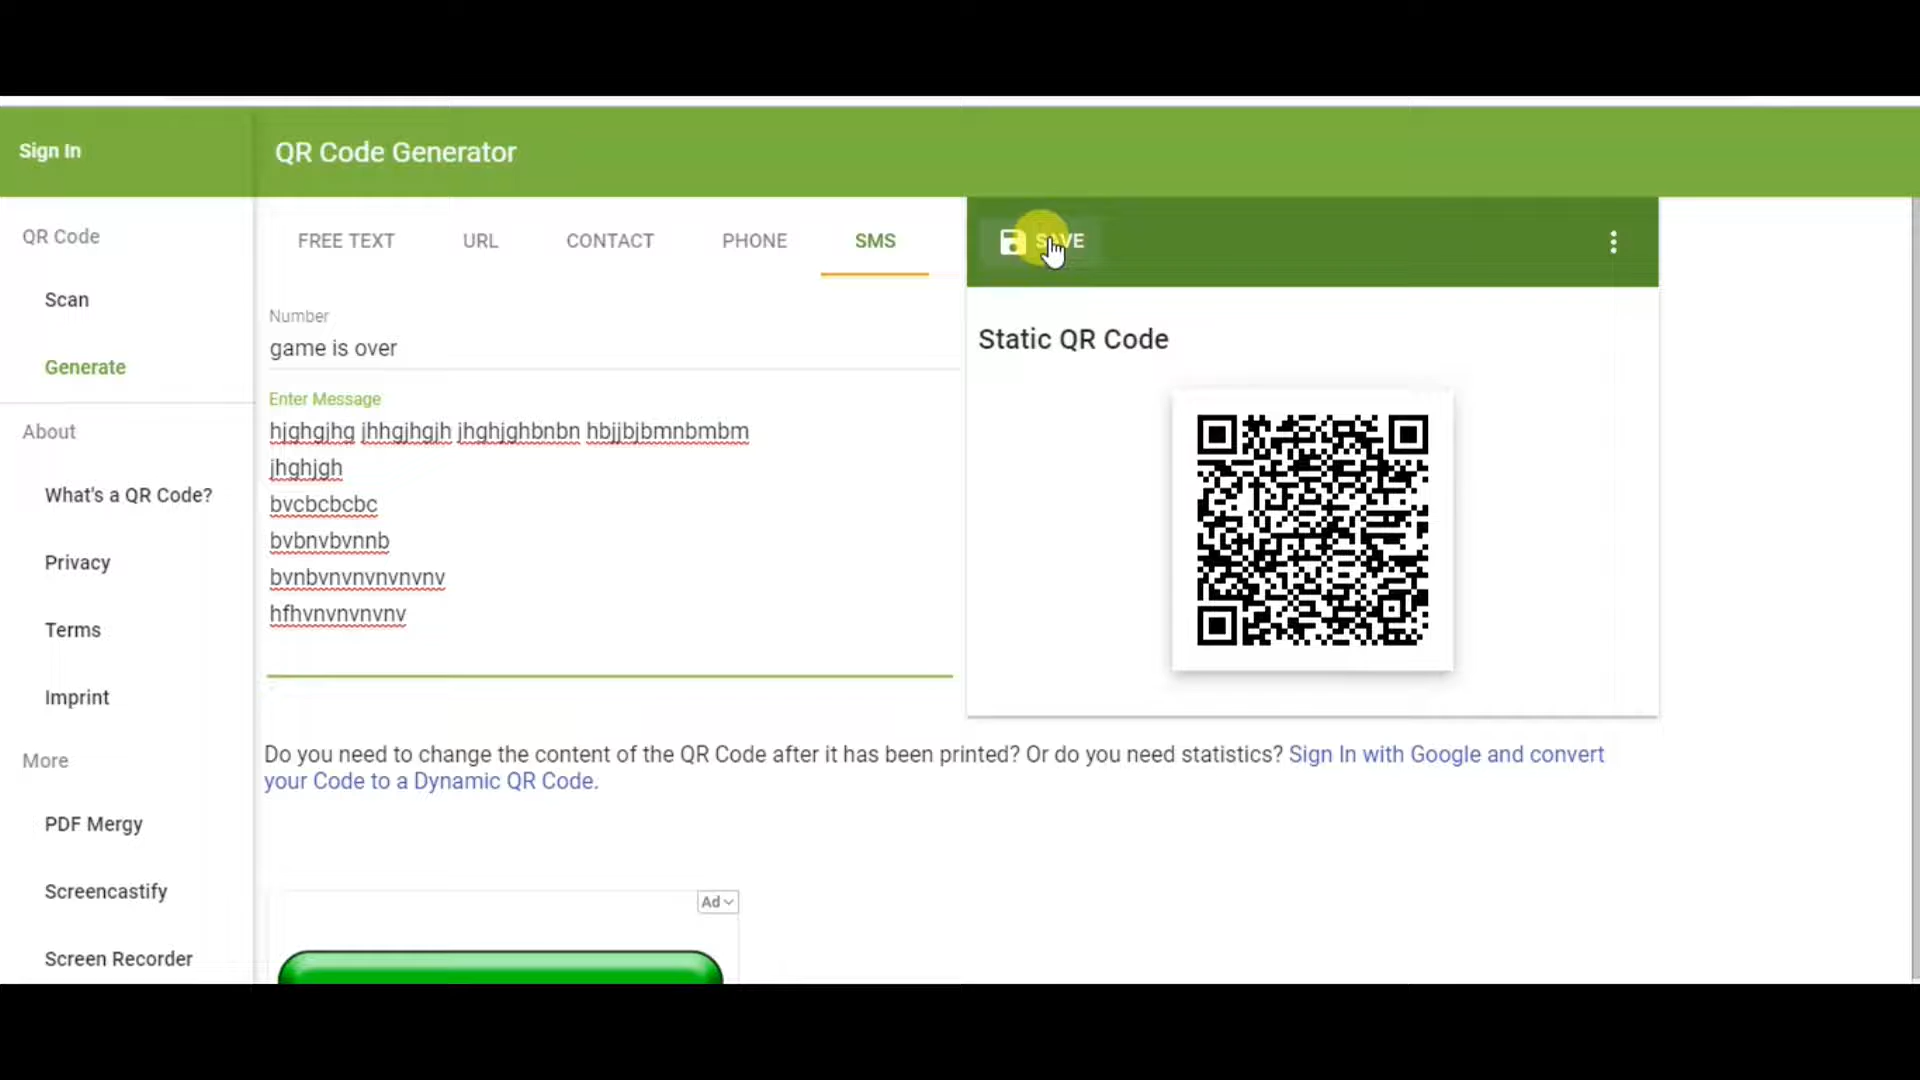 Sign In
QR Code Generator
QR Code
Scan
Generate
About
What's a QR Code?
Privacy
Terms
Imprint
More
PDF Mergy
Screencastify
Screen Recorder
FREE TEXT
URL
CONTACT
PHONE
SMS
Number
game is over
Enter Message
hjghgjhg jhhgjhgjh jhghjghbnbn hbjjbjbmnbmbm
jhghjgh
bvcbcbcbc
bvbnvbvnnb
bvnbvnvnvnvnvnv
hfhvnvnvnvnv
SAVE
Static QR Code
Do you need to change the content of the QR Code after it has been printed? Or do you need statistics? Sign In with Google and convert
your Code to a Dynamic QR Code.
Ad